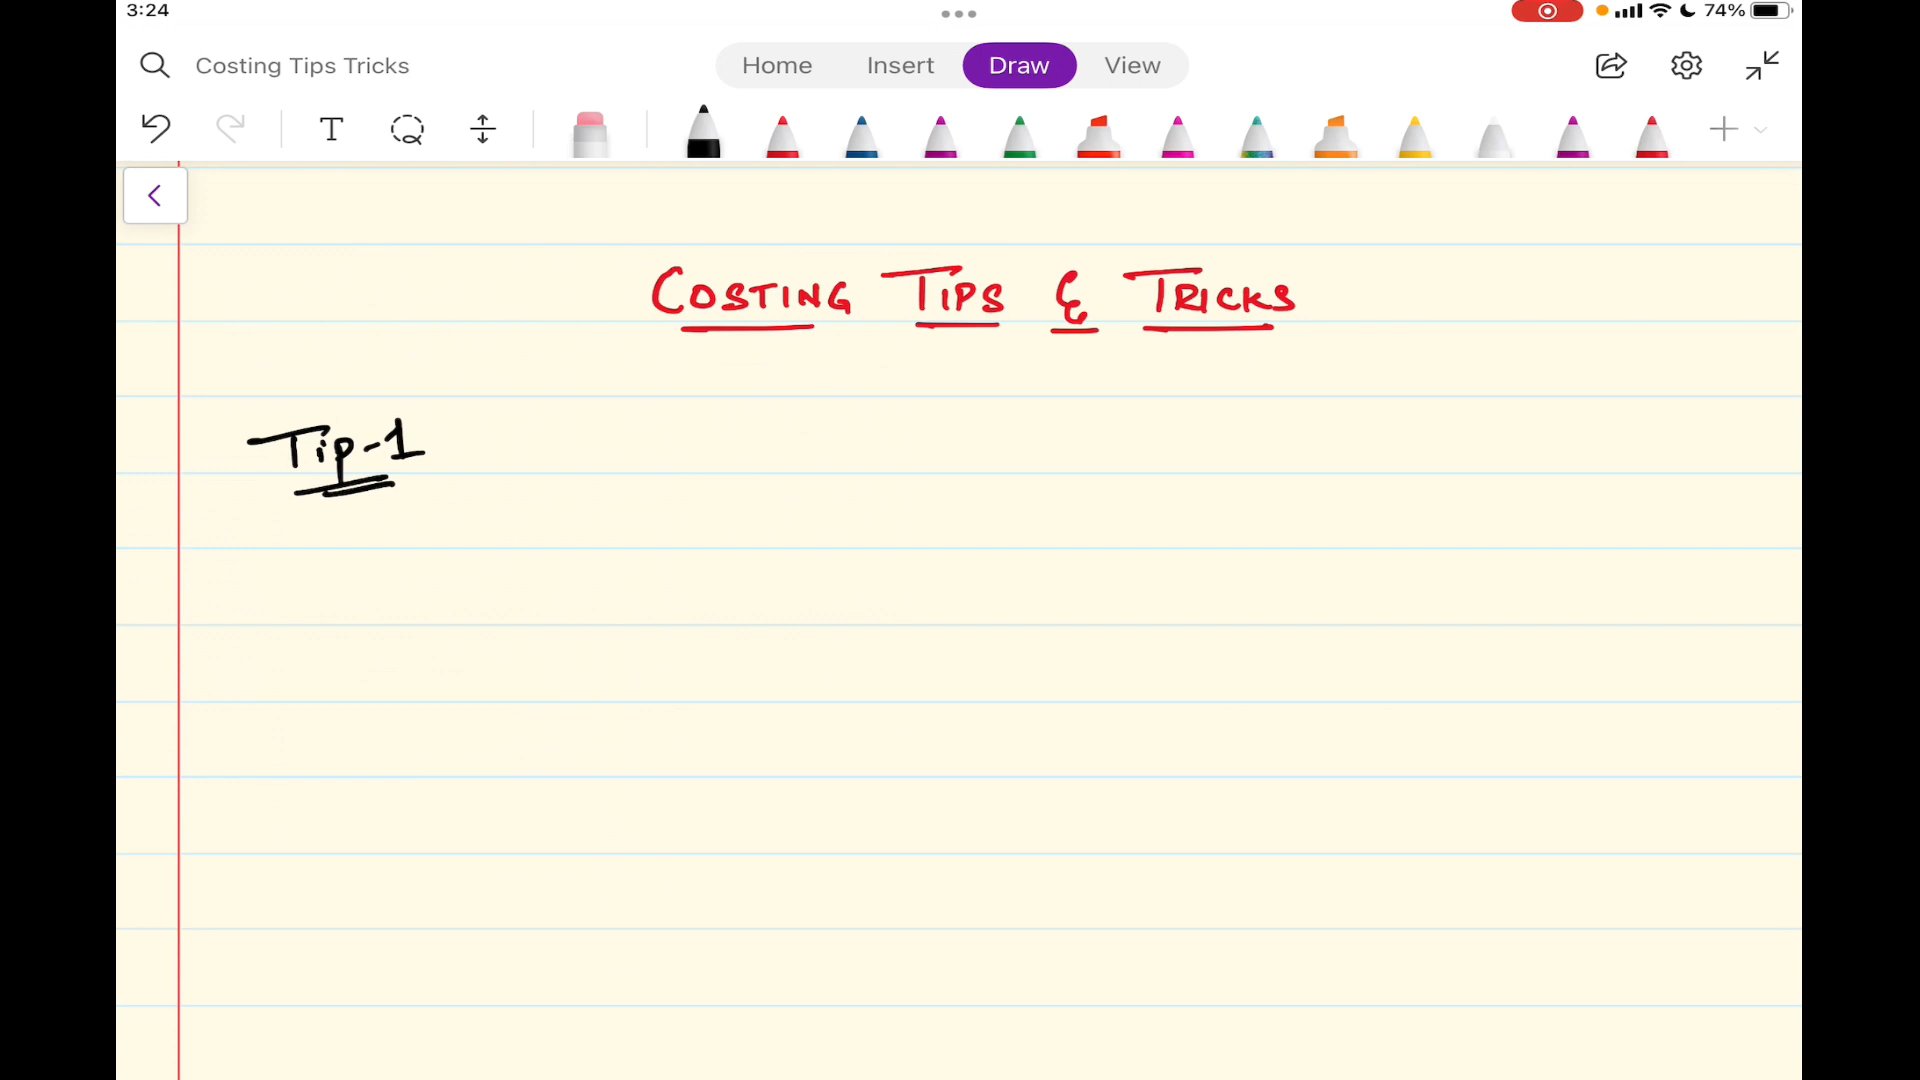 3:24
74%
Costing Tips Tricks
Home Insert Draw View
T
COSTING TIPS & TRICKS
Tip-1